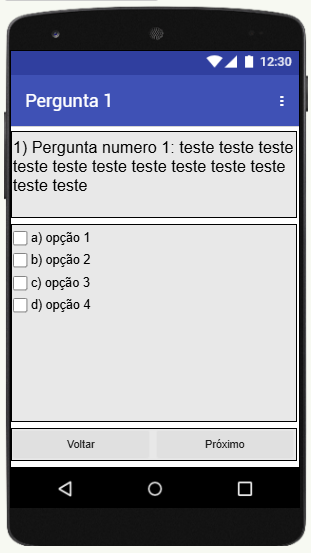 12:30
Pergunta 1
1) Pergunta numero 1: teste teste teste
teste teste teste teste teste teste teste
teste teste
a) opção 1
b) opção 2
c) opção 3
d) opção 4
Voltar Próximo